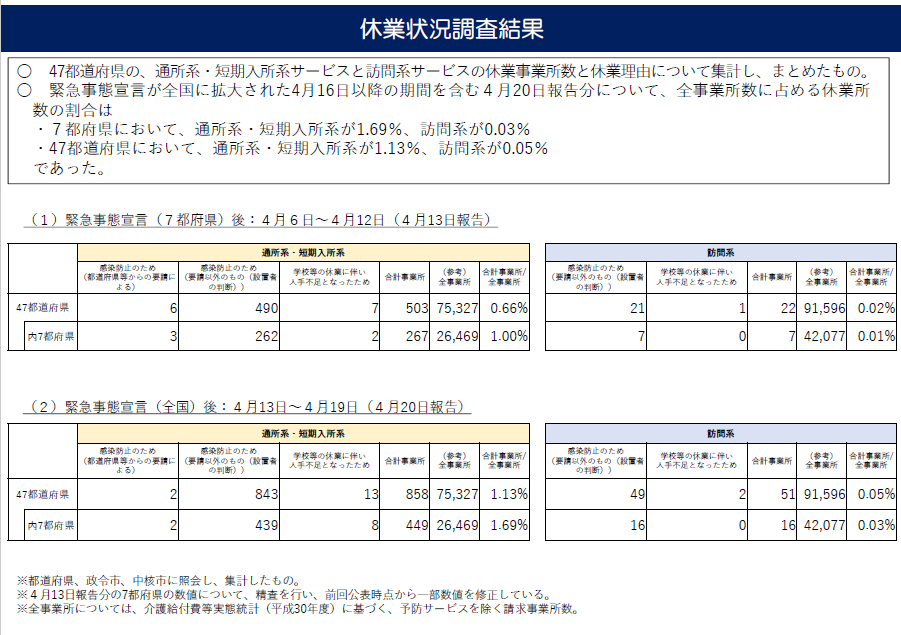 休業状況調査結果
○　47都道府県の、通所系・短期入所系サービスと訪問系サービスの休業事業所数と休業理由について集計し、まとめたもの。
○　緊急事態宣言が全国に拡大された4月16日以降の期間を含む４月20日報告分について、全事業所数に占める休業所
数の割合は
・７都府県において、通所系・短期入所系が1.69%、訪問系が0.03%
・47都道府県において、通所系・短期入所系が1.13%、訪問系が0.05%
であった。
（１）緊急事態宣言（７都府県）後：４月６日～４月12日（４月13日報告）
通所系・短期入所系 訪問系
感染防止のため（都道府県等からの要請による） 感染防止のため（要請以外のもの（設置者の判断）） 学校等の休業に伴い人手不足となったため 合計事業所 （参考）全事業所 合計事業所/全事業所 感染防止のため（要請以外のもの（設置者の判断）） 学校等の休業に伴い人手不足となったため 合計事業所 （参考）全事業所 合計事業所/全事業所
47都道府県 6 490 7 503 75,327 0.66% 21 1 22 91,596 0.02%
内7都府県 3 262 2 267 26,469 1.00% 7 0 7 42,077 0.01%
（２）緊急事態宣言（全国）後：４月13日～４月19日（４月20日報告）
通所系・短期入所系 訪問系
感染防止のため（都道府県等からの要請による） 感染防止のため（要請以外のもの（設置者の判断）） 学校等の休業に伴い人手不足となったため 合計事業所 （参考）全事業所 合計事業所/全事業所 感染防止のため（要請以外のもの（設置者の判断）） 学校等の休業に伴い人手不足となったため 合計事業所 （参考）全事業所 合計事業所/全事業所
47都道府県 2 843 13 858 75,327 1.13% 49 2 51 91,596 0.05%
内7都府県 2 439 8 449 26,469 1.69% 16 0 16 42,077 0.03%
※都道府県、政令市、中核市に照会し、集計したもの。
※４月13日報告分の7都府県の数値について、精査を行い、前回公表時点から一部数値を修正している。
※全事業所については、介護給付費等実態統計（平成30年度）に基づく、予防サービスを除く請求事業所数。